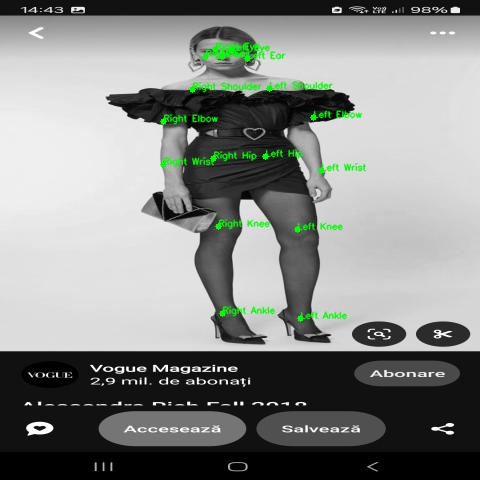 14:43
98%
Left Ear
Right Shoulder
Left Shoulder
Right Elbow
Left Elbow
Right Wrist
Right Hip
Left Hip
Left Wrist
Right Knee
Left Knee
Right Ankle
Left Ankle
VOGUE
Vogue Magazine
2,9 mil. de abonați
Abonare
Alessandra Rich Fall 2018
Accesează
Salvează